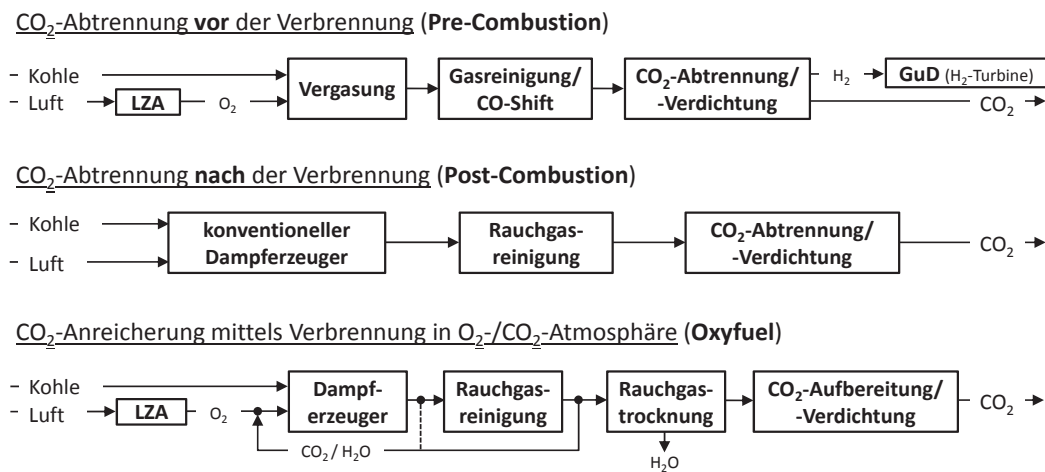 CO₂-Abtrennung vor der Verbrennung (Pre-Combustion)
Kohle
Luft
LZA
O₂
Vergasung
Gasreinigung/
CO-Shift
CO₂-Abtrennung/
-Verdichtung
H₂
GuD (H₂-Turbine)
CO₂
CO₂-Abtrennung nach der Verbrennung (Post-Combustion)
Kohle
Luft
konventioneller
Dampferzeuger
Rauchgas-
reinigung
CO₂-Abtrennung/
-Verdichtung
CO₂
CO₂-Anreicherung mittels Verbrennung in O₂-/CO₂-Atmosphäre (Oxyfuel)
Kohle
Luft
LZA
O₂
Dampf-
erzeuger
Rauchgas-
reinigung
Rauchgas-
trocknung
CO₂-Aufbereitung/
-Verdichtung
CO₂
CO₂/H₂O
H₂O